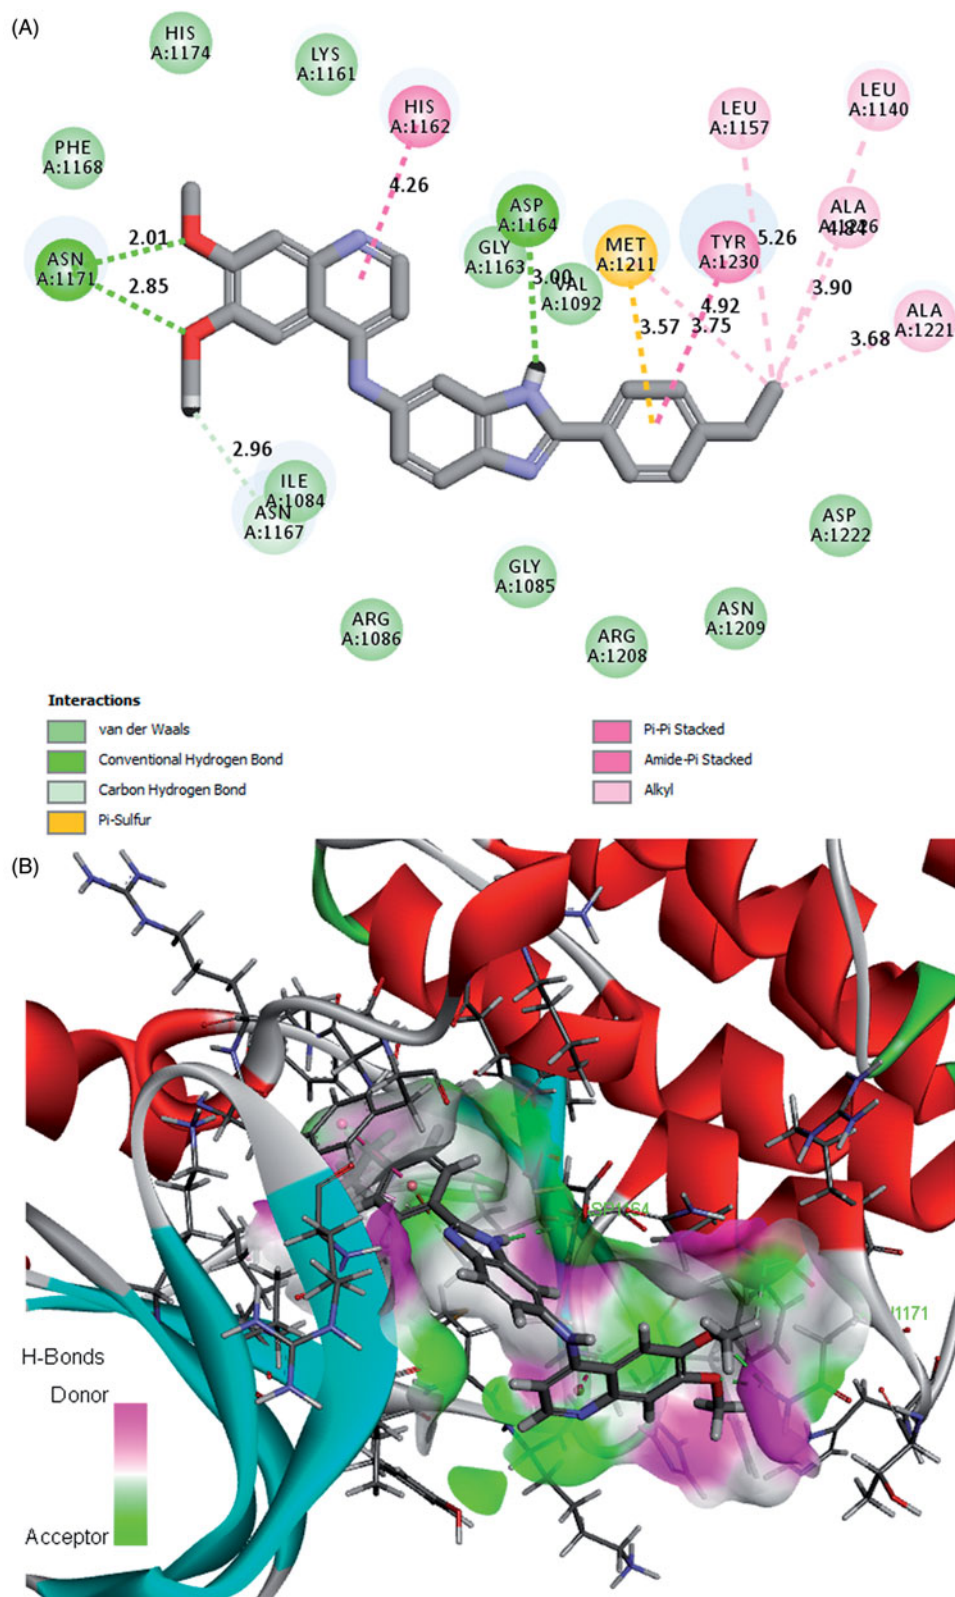 (A)
HIS
A:1174
LYS
A:1161
HIS
A:1162
LEU
A:1157
LEU
A:1140
PHE
A:1168
4.26
ASP
A:1164
ALA
A:1226
4.84
ASN
A:1171
2.01
GLY
A:1163
MET
A:1211
TYR
A:1230
5.26
2.85
3.00
VAL
A:1092
4.92
3.90
ALA
A:1221
3.57
3.75
3.68
2.96
ILE
A:1084
ASN
A:1167
ASP
A:1222
GLY
A:1085
ARG
A:1086
ARG
A:1208
ASN
A:1209
Interactions
van der Waals
Conventional Hydrogen Bond
Carbon Hydrogen Bond
Pi-Sulfur
Pi-Pi Stacked
Amide-Pi Stacked
Alkyl
(B)
1171
H-Bonds
Donor
Acceptor